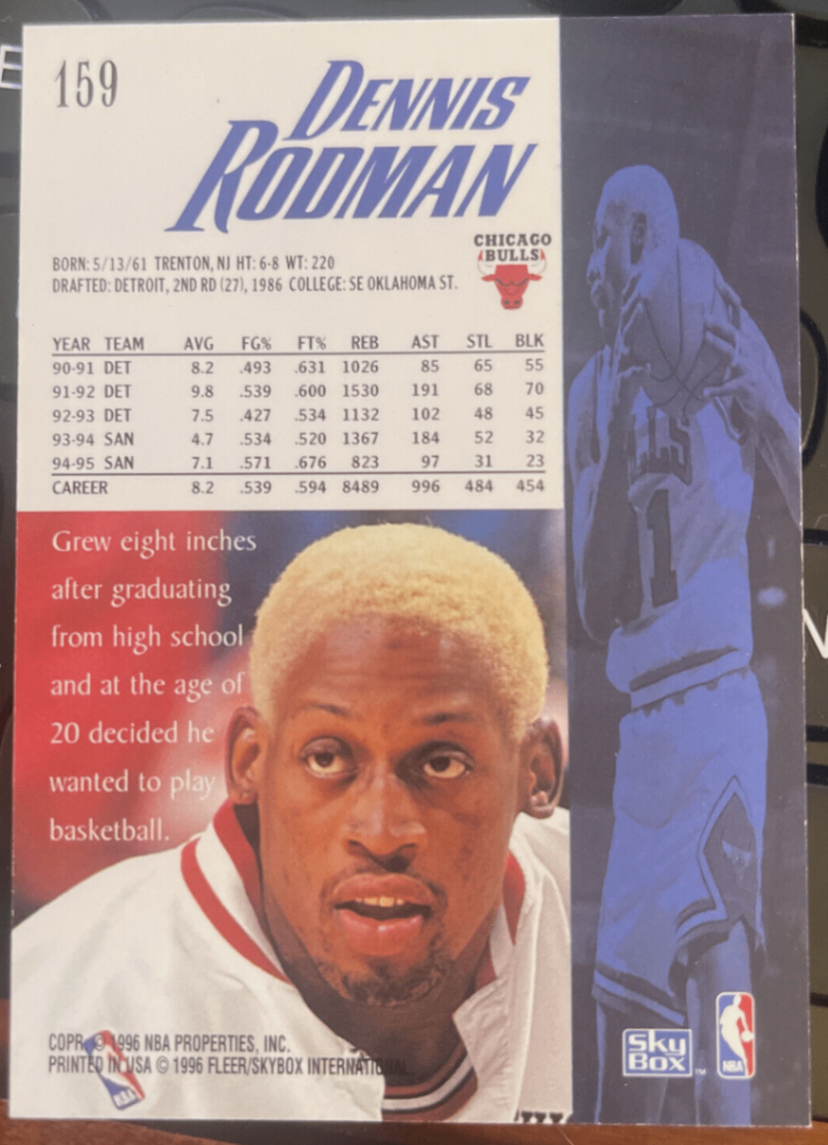 159
DENNIS
RODMAN
CHICAGO
BULLS
BORN: 5/13/61 TRENTON, NJ HT: 6-8 WT: 220
DRAFTED: DETROIT, 2ND RD (27), 1986 COLLEGE: SE OKLAHOMA ST.
YEAR TEAM AVG FG% FT% REB AST STL BLK
90-91 DET 8.2 .493 .631 1026 85 65 55
91-92 DET 9.8 .539 .600 1530 191 68 70
92-93 DET 7.5 .427 .534 1132 102 48 45
93-94 SAN 4.7 .534 .520 1367 184 52 32
94-95 SAN 7.1 .571 .676 823 97 31 23
CAREER 8.2 .539 .594 8489 996 484 454
Grew eight inches
after graduating
from high school
and at the age of
20 decided he
wanted to play
basketball.
COPR. © 1996 NBA PROPERTIES, INC.
PRINTED IN USA © 1996 FLEER/SKYBOX INTERNATIONAL
NBA
Sky
Box ™
NBA
E
N